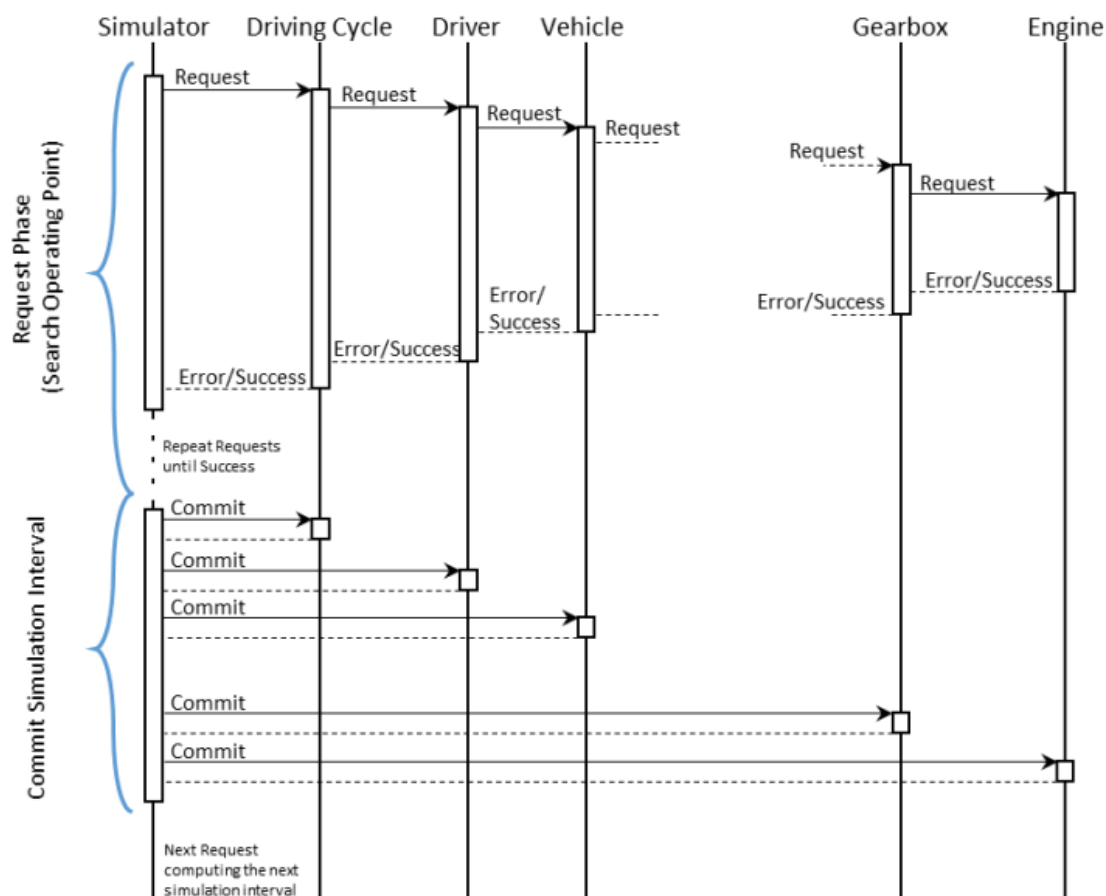 Simulator Driving Cycle Driver Vehicle Gearbox Engine
Request
Request
Request
Request
Request
Request
Request Phase
(Search Operating Point)
Error/Success
Error/Success
Error/
Success
Error/Success
Error/Success
Repeat Requests
until Success
Commit
Commit
Commit
Commit
Commit
Commit Simulation Interval
Next Request
computing the next
simulation interval